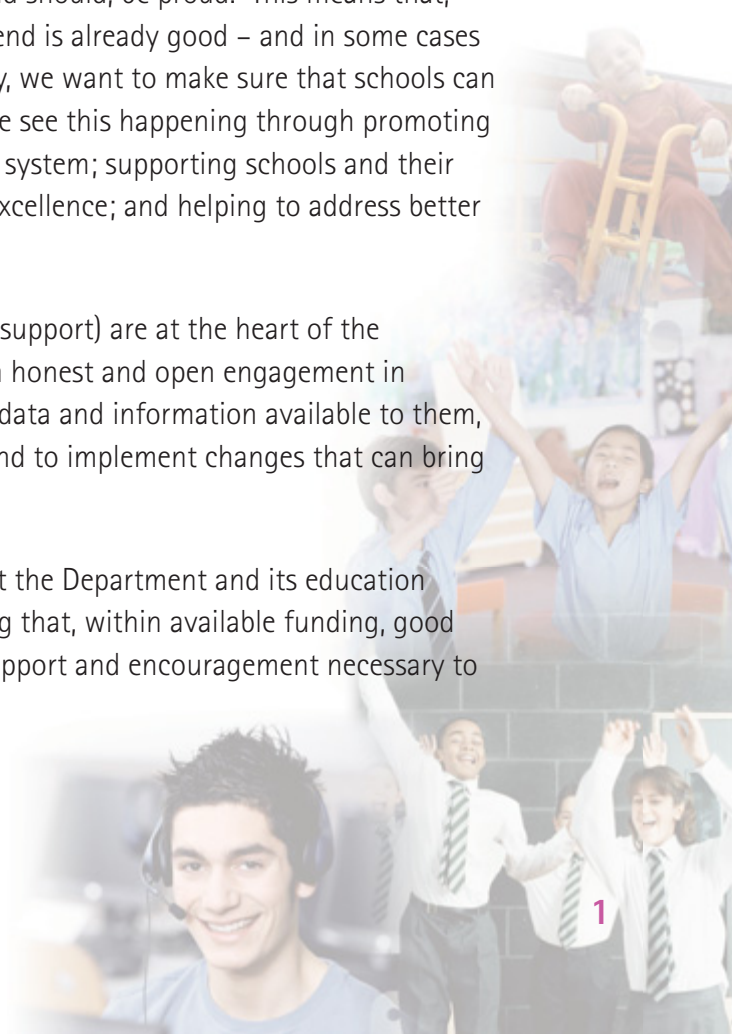 be proud. This means that,
end is already good – and in some cases
, we want to make sure that schools can
e see this happening through promoting
system; supporting schools and their
xcellence; and helping to address better
support) are at the heart of the
honest and open engagement in
data and information available to them,
nd to implement changes that can bring
t the Department and its education
g that, within available funding, good
pport and encouragement necessary to
1